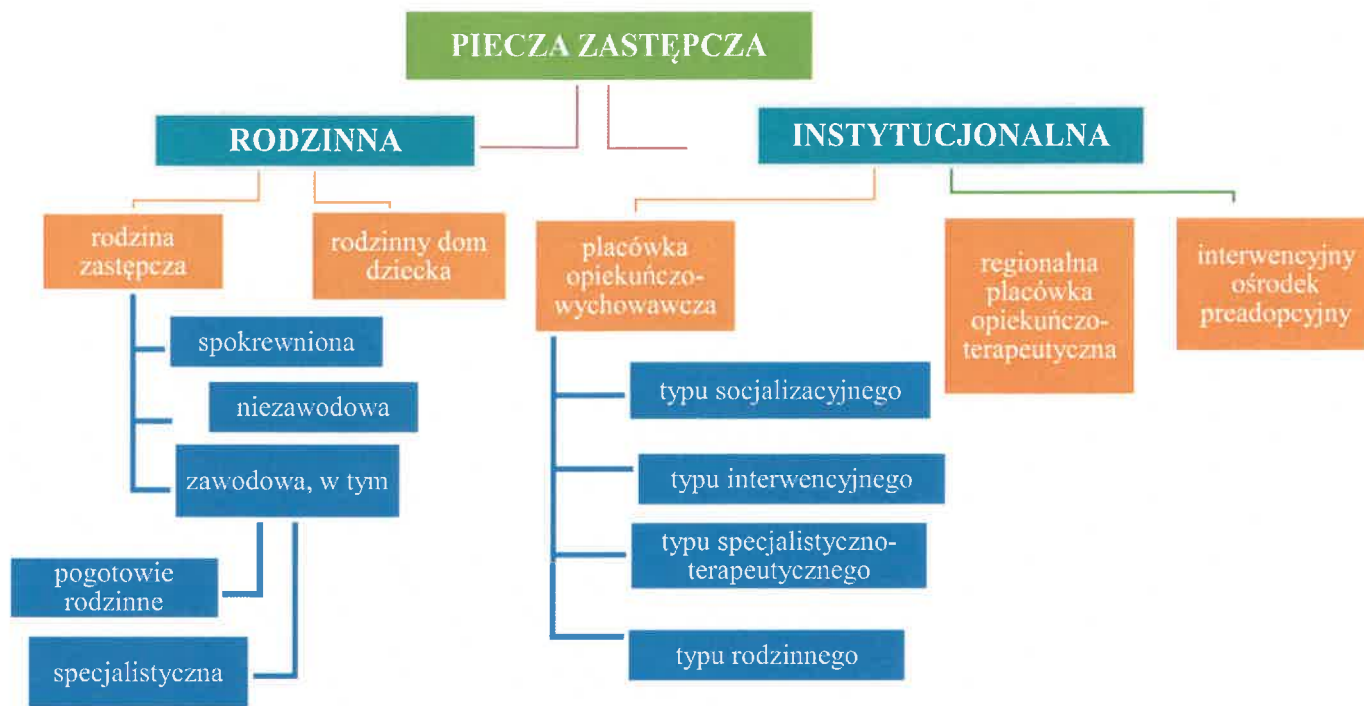 PIECZA ZASTĘPCZA
RODZINNA
INSTYTUCJONALNA
rodzina
zastępcza
rodzinny dom
dziecka
placówka
opiekuńczo-
wychowawcza
regionalna
placówka
opiekuńczo-
terapeutyczna
interwencyjny
ośrodek
preadopcyjny
spokrewniona
niezawodowa
zawodowa, w tym
pogotowie
rodzinne
specjalistyczna
typu socjalizacyjnego
typu interwencyjnego
typu specjalistyczno-
terapeutycznego
typu rodzinnego